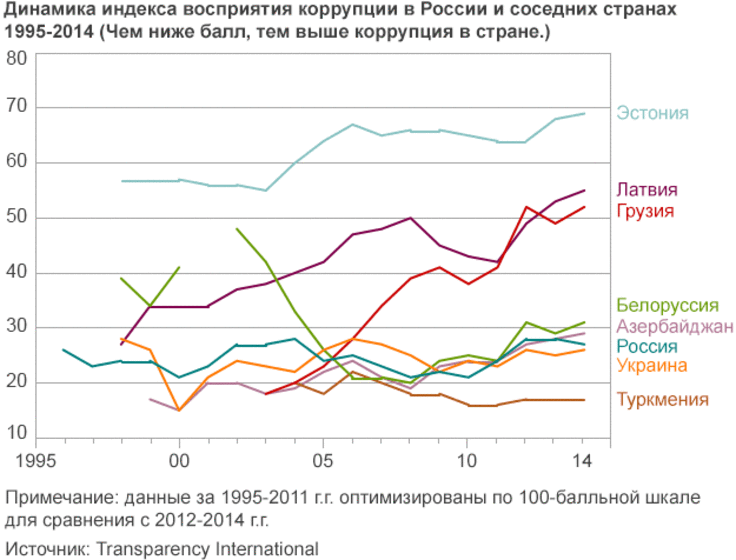 Динамика индекса восприятия коррупции в России и соседних странах
1995-2014 (Чем ниже балл, тем выше коррупция в стране.)
80
70
60
50
40
30
20
10
Эстония
Латвия
Грузия
Белоруссия
Азербайджан
Россия
Украина
Туркмения
1995 00 05 10 14
Примечание: данные за 1995-2011 г.г. оптимизированы по 100-балльной шкале
для сравнения с 2012-2014 г.г.
Источник: Transparency International